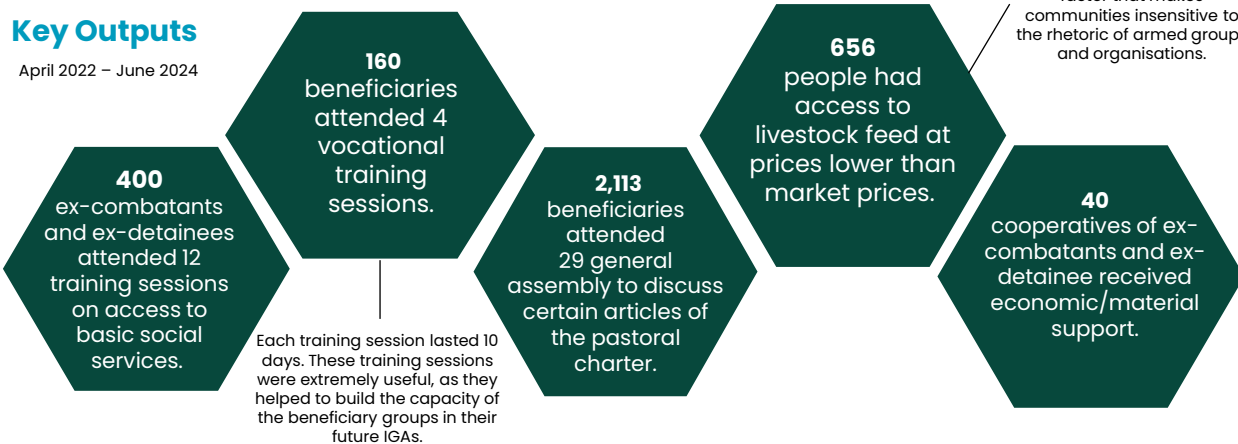 Key Outputs
April 2022 – June 2024
400
ex-combatants
and ex-detainees
attended 12
training sessions
on access to
basic social
services.
160
beneficiaries
attended 4
vocational
training
sessions.
Each training session lasted 10
days. These training sessions
were extremely useful, as they
helped to build the capacity of
the beneficiary groups in their
future IGAs.
2,113
beneficiaries
attended
29 general
assembly to discuss
certain articles of
the pastoral
charter.
656
people had
access to
livestock feed at
prices lower than
market prices.
communities insensitive to
the rhetoric of armed group
and organisations.
40
cooperatives of ex-
combatants and ex-
detainee received
economic/material
support.